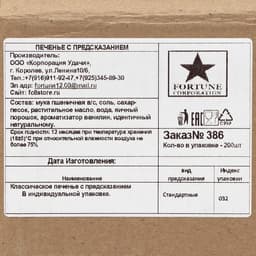 ПЕЧЕНЬЕ С ПРЕДСКАЗАНИЕМ
Производитель:
ООО «Корпорация Удачи»,
г. Королев, ул.Ленина10/6,
Тел.:+7(916)911-92-47,+7(925)345-89-30
Эл адрес: fortune12.00@mail.ru
Сайт: fo8store.ru
FORTUNE
CORPORATION
Состав: мука пшеничная в/с, соль, сахар-
песок, растительное масло, вода, яичный
порошок, ароматизатор ванилин, идентичный
натуральному.
Срок годности: 12 месяцев при температуре хранения
(18±5)°С при относительной влажности воздуха не
более 75%.
EAC
Заказ№ 386
Кол-во в упаковке - 200шт
Дата Изготовления:
Наименование
Вид предсказания
Индекс упаковки
Классическое печенье с предсказанием
В индивидуальной упаковке.
Стандартные
032